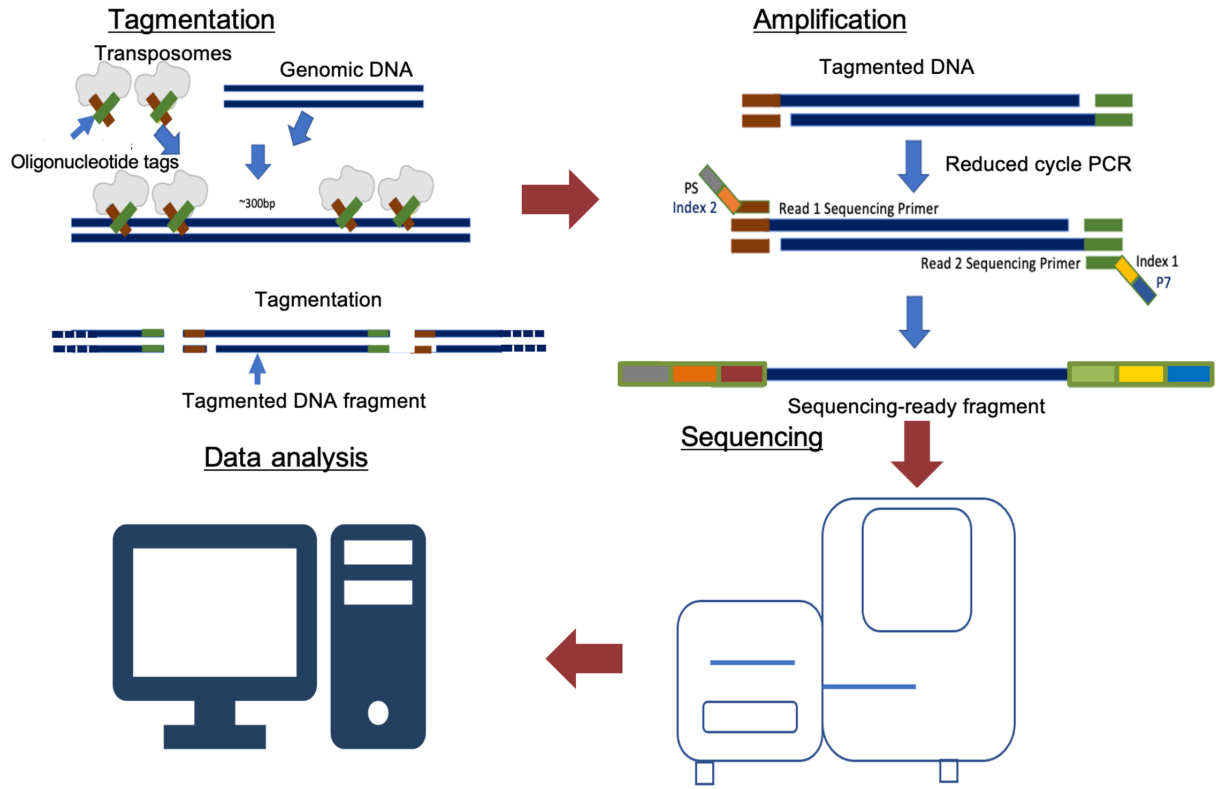 Tagmentation
Transposomes
Genomic DNA
Oligonucleotide tags
~300bp
Tagmentation
Tagmented DNA fragment
Amplification
Tagmented DNA
Reduced cycle PCR
PS
Index 2
Read 1 Sequencing Primer
Read 2 Sequencing Primer
Index 1
P7
Sequencing-ready fragment
Sequencing
Data analysis